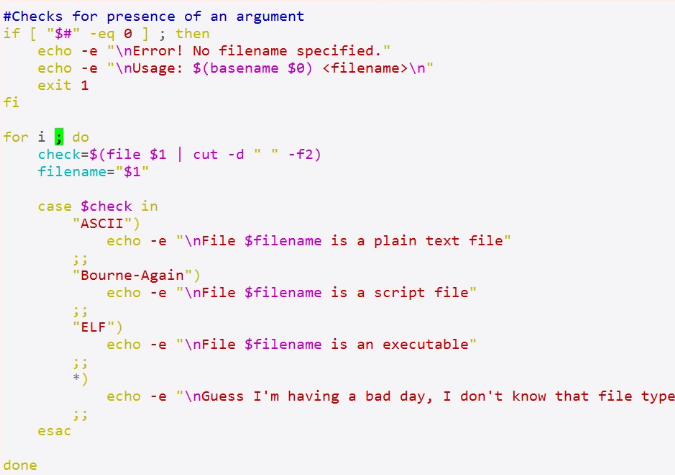 #Checks for presence of an argument
if [ "$#" -eq 0 ] ; then
    echo -e "\nError! No filename specified."
    echo -e "\nUsage: $(basename $0) <filename>\n"
    exit 1
fi

for i ; do
    check=$(file $1 | cut -d " " -f2)
    filename="$1"

    case $check in
        "ASCII")
            echo -e "\nFile $filename is a plain text file"
        ;;
        "Bourne-Again")
            echo -e "\nFile $filename is a script file"
        ;;
        "ELF")
            echo -e "\nFile $filename is an executable"
        ;;
        *)
            echo -e "\nGuess I'm having a bad day, I don't know that file type
        ;;
    esac

done